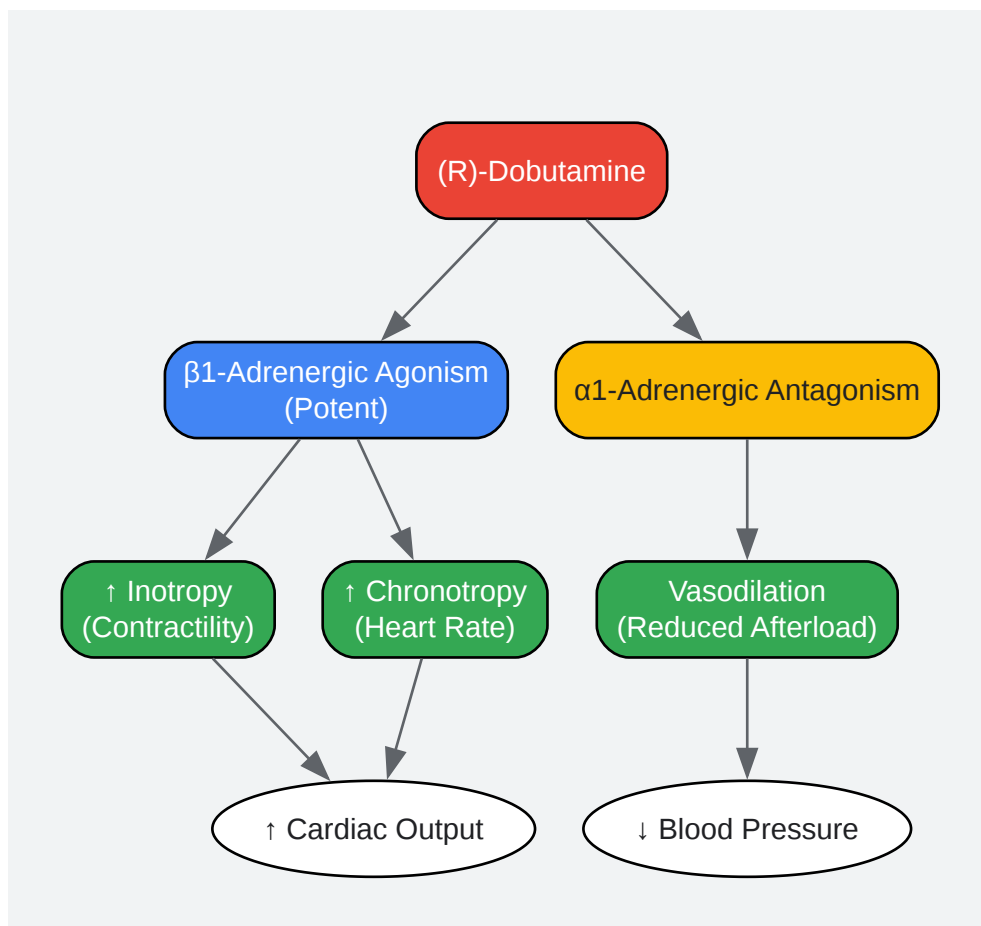 (R)-Dobutamine
β1-Adrenergic Agonism
(Potent)
α1-Adrenergic Antagonism
↑ Inotropy
(Contractility)
↑ Chronotropy
(Heart Rate)
Vasodilation
(Reduced Afterload)
↑ Cardiac Output
↓ Blood Pressure